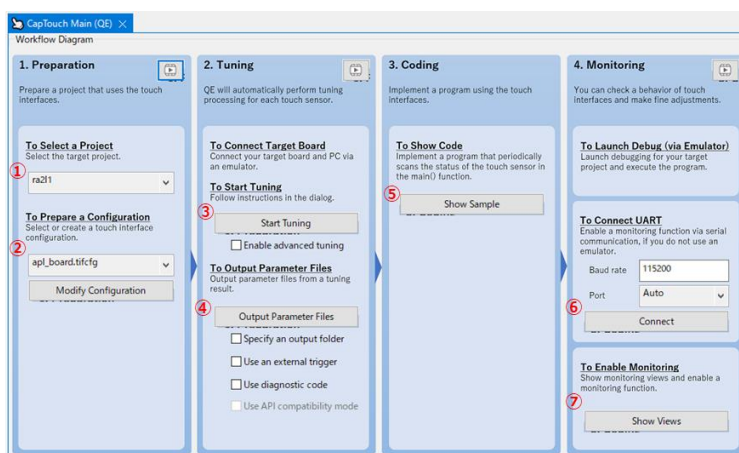 CapTouch Main (QE)
Workflow Diagram
1. Preparation
Prepare a project that uses the touch
interfaces.
To Select a Project
Select the target project.
①
ra2l1
To Prepare a Configuration
Select or create a touch interface
configuration.
②
apl_board.tifcfg
Modify Configuration
2. Tuning
QE will automatically perform tuning
processing for each touch sensor.
To Connect Target Board
Connect your target board and PC via
an emulator.
To Start Tuning
Follow instructions in the dialog.
③
Start Tuning
Enable advanced tuning
To Output Parameter Files
Output parameter files from a tuning
result.
④
Output Parameter Files
Specify an output folder
Use an external trigger
Use diagnostic code
Use API compatibility mode
3. Coding
Implement a program using the touch
interfaces.
To Show Code
Implement a program that periodically
scans the status of the touch sensor in
the main() function.
⑤
Show Sample
4. Monitoring
You can check a behavior of touch
interfaces and make fine adjustments.
To Launch Debug (via Emulator)
Launch debugging for your target
project and execute the program.
To Connect UART
Enable a monitoring function via serial
communication, if you do not use an
emulator.
Baud rate 115200
Port Auto
⑥
Connect
To Enable Monitoring
Show monitoring views and enable a
monitoring function.
⑦
Show Views